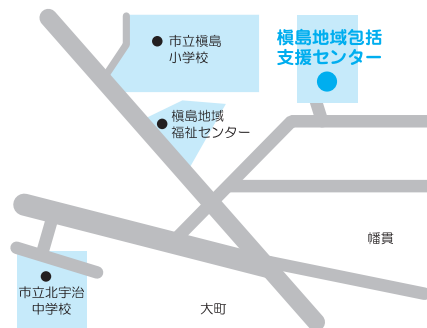 市立槇島
小学校
槇島地域包括
支援センター
槇島地域
福祉センター
幡貫
市立北宇治
中学校
大町